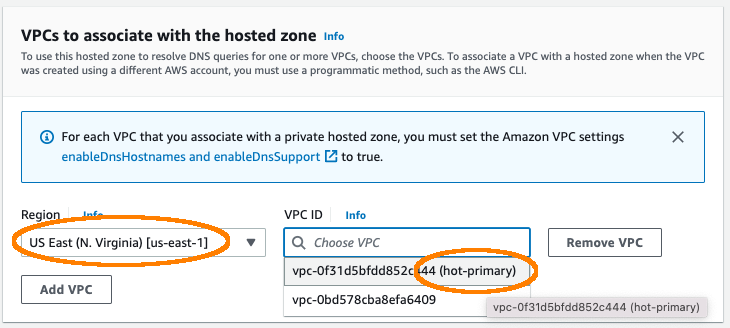 VPCs to associate with the hosted zone Info
To use this hosted zone to resolve DNS queries for one or more VPCs, choose the VPCs. To associate a VPC with a hosted zone when the VPC
was created using a different AWS account, you must use a programmatic method, such as the AWS CLI.
For each VPC that you associate with a private hosted zone, you must set the Amazon VPC settings
enableDnsHostnames and enableDnsSupport to true.
Region Info
VPC ID Info
US East (N. Virginia) [us-east-1]
Choose VPC
Remove VPC
vpc-0f31d5bfdd852c444 (hot-primary)
Add VPC
vpc-0bd578cba8efa6409
vpc-0f31d5bfdd852c444 (hot-primary)